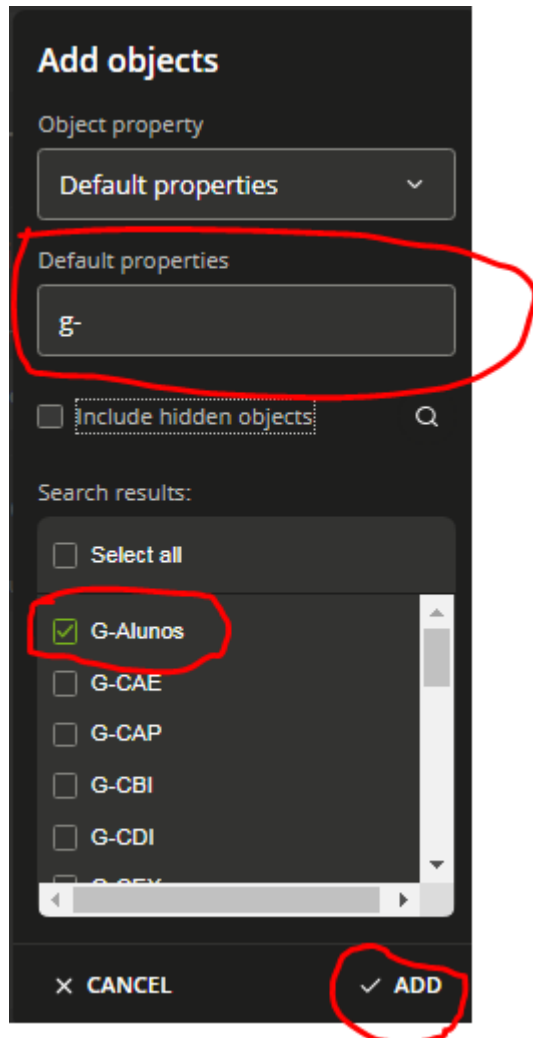 Add objects
Object property
Default properties
Default properties
g-
Include hidden objects
Search results:
Select all
G-Alunos
G-CAE
G-CAP
G-CBI
G-CDI
CANCEL
ADD